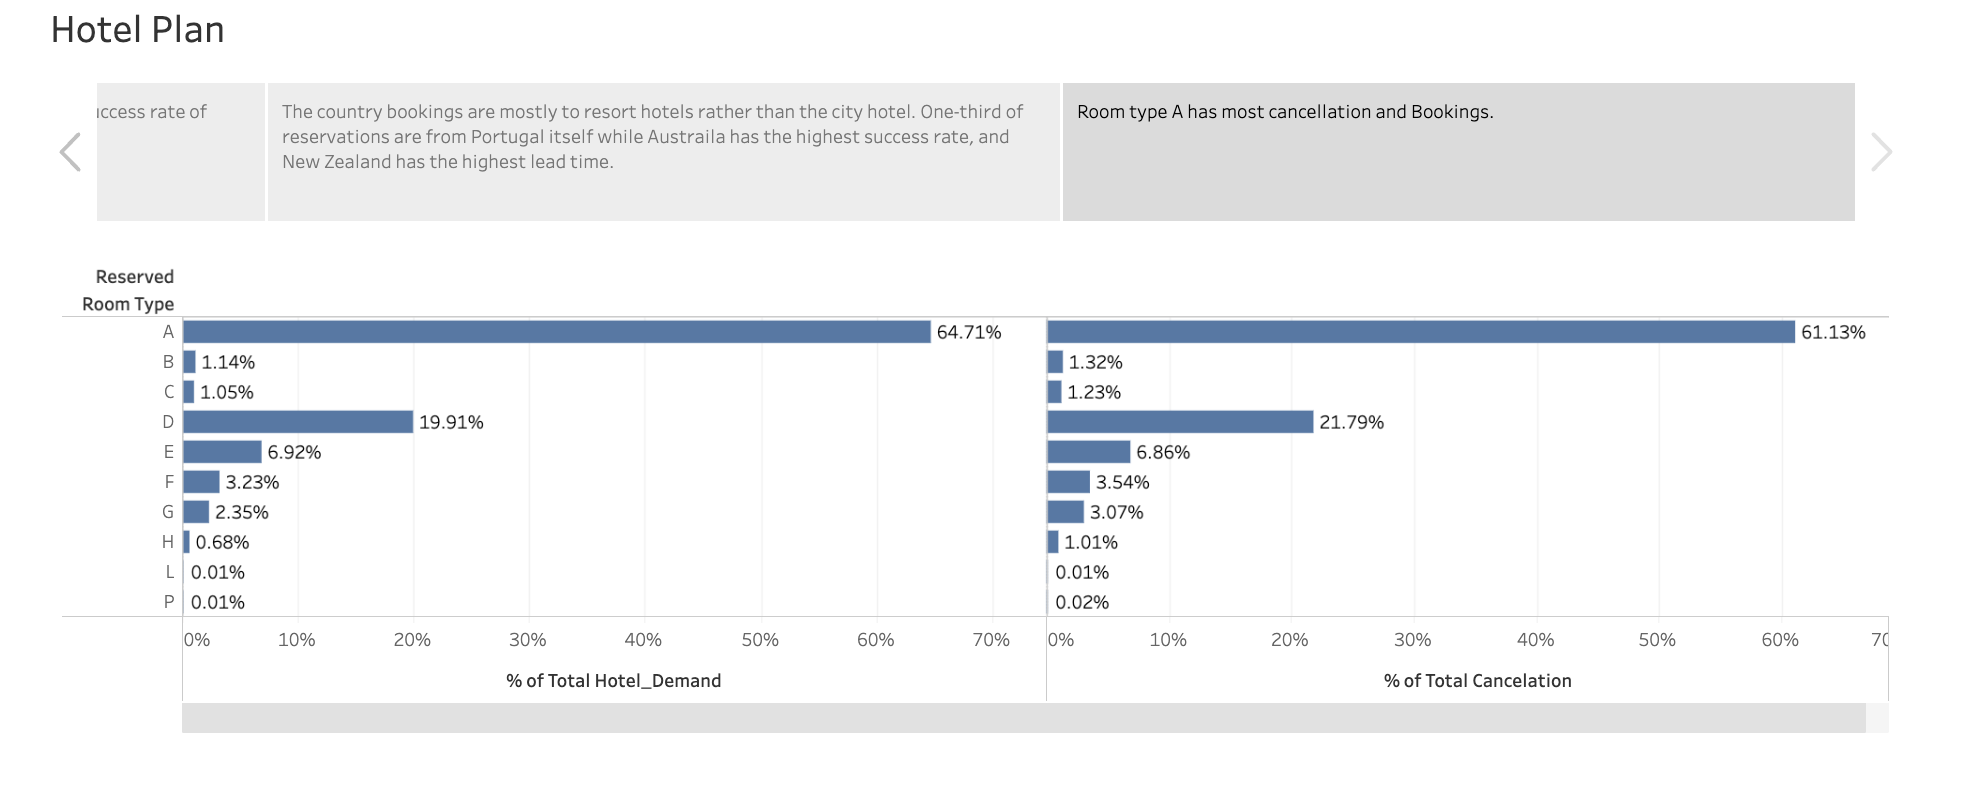 Hotel Plan
uccess rate of
The country bookings are mostly to resort hotels rather than the city hotel. One-third of
reservations are from Portugal itself while Austraila has the highest success rate, and
New Zealand has the highest lead time.
Room type A has most cancellation and Bookings.
Reserved
Room Type
A 64.71% 61.13%
B 1.14% 1.32%
C 1.05% 1.23%
D 19.91% 21.79%
E 6.92% 6.86%
F 3.23% 3.54%
G 2.35% 3.07%
H 0.68% 1.01%
L 0.01% 0.01%
P 0.01% 0.02%
0% 10% 20% 30% 40% 50% 60% 70% 0% 10% 20% 30% 40% 50% 60% 70
% of Total Hotel_Demand % of Total Cancelation